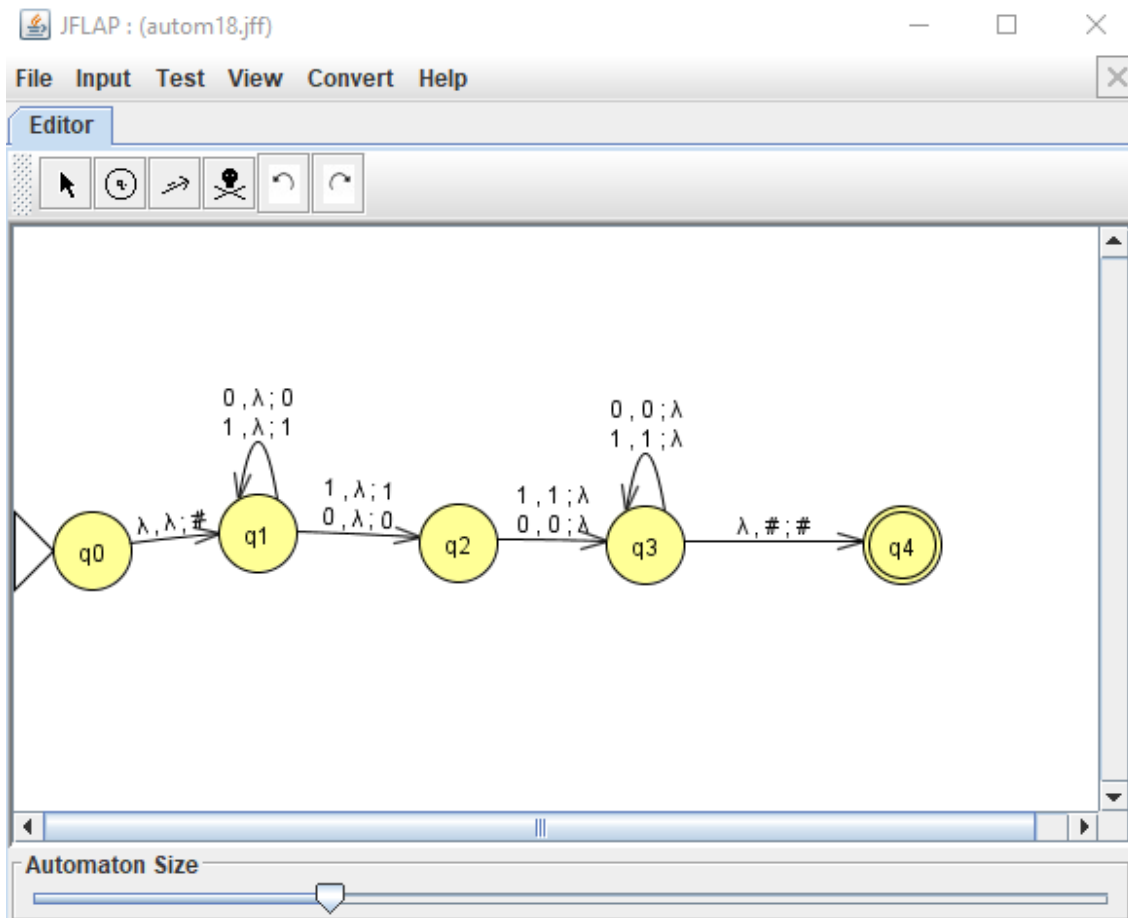 JFLAP : (autom18.jff)
File Input Test View Convert Help
Editor
0 , λ ; 0
1 , λ ; 1
0 , 0 ; λ
1 , 1 ; λ
λ , λ ; #
1 , λ ; 1
0 , λ ; 0
1 , 1 ; λ
0 , 0 ; λ
λ , # ; #
q0
q1
q2
q3
q4
Automaton Size